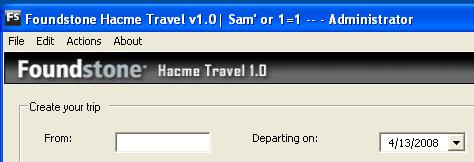 FS Foundstone Hacme Travel v1.0| Sam' or 1=1 -- - Administrator
File Edit Actions About
Foundstone Hacme Travel 1.0
Create your trip
From: Departing on: 4/13/2008